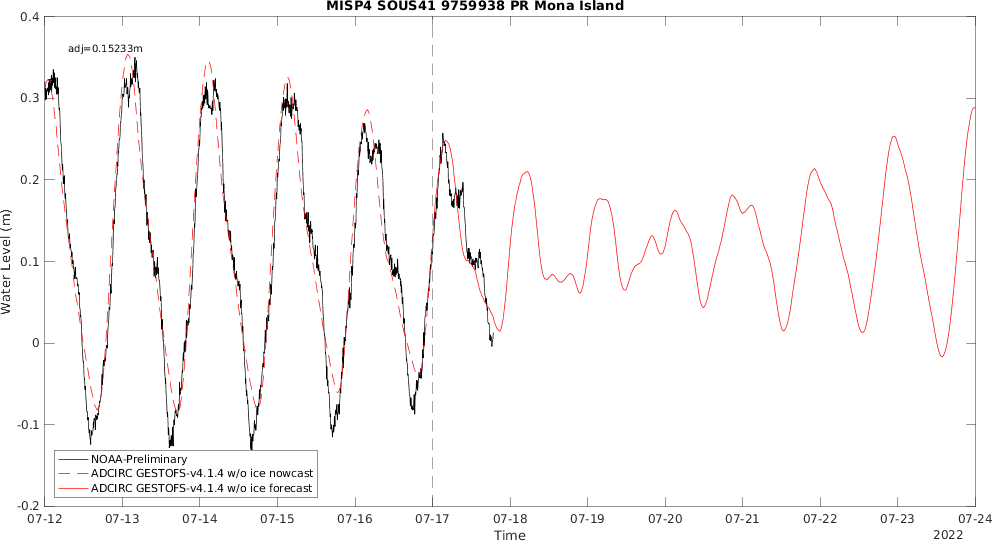 MISP4 SOUS41 9759938 PR Mona Island
adj=0.15233m
0.4
0.3
0.2
0.1
0
-0.1
-0.2
Water Level (m)
NOAA-Preliminary
ADCIRC GESTOFS-v4.1.4 w/o ice nowcast
ADCIRC GESTOFS-v4.1.4 w/o ice forecast
07-12 07-13 07-14 07-15 07-16 07-17 07-18 07-19 07-20 07-21 07-22 07-23 07-24
Time
2022